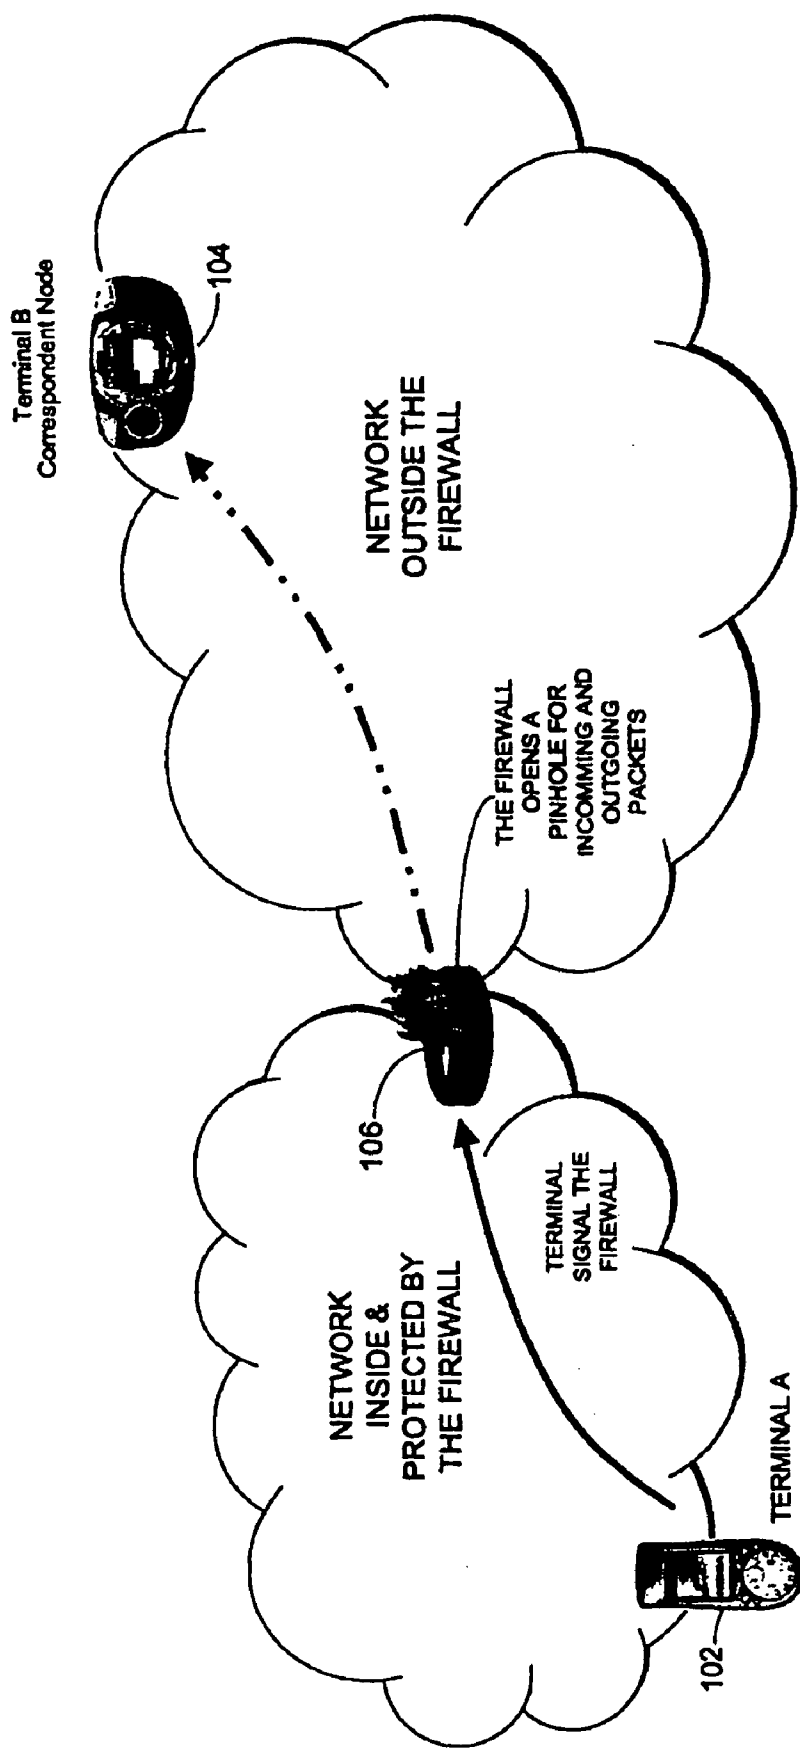 Terminal B
Correspondent Node
104
NETWORK
OUTSIDE THE
FIREWALL
THE FIREWALL
OPENS A
PINHOLE FOR
INCOMMING AND
OUTGOING
PACKETS
106
NETWORK
INSIDE &
PROTECTED BY
THE FIREWALL
TERMINAL
SIGNAL THE
FIREWALL
102
TERMINAL A